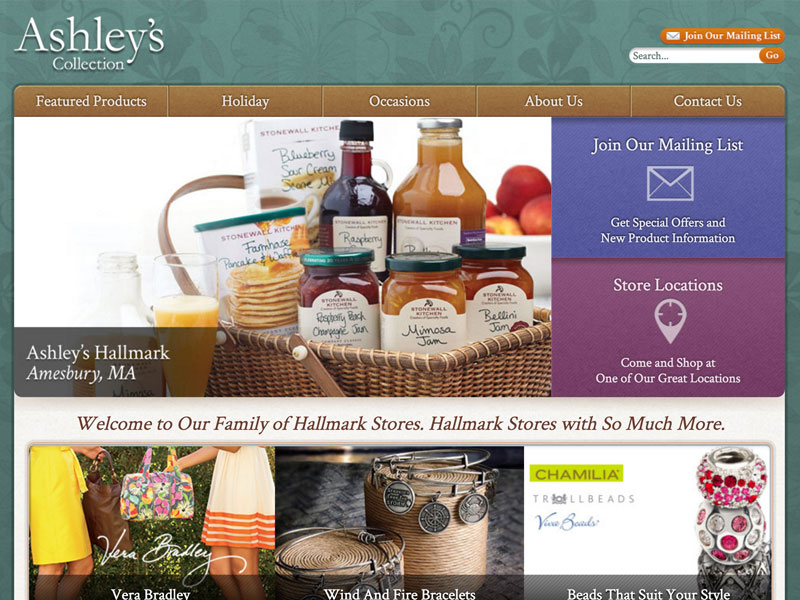 Ashley's
Collection
Join Our Mailing List
Search...
Go
Featured Products
Holiday
Occasions
About Us
Contact Us
STONEWALL KITCHEN
Blueberry
Sour Cream
STONEWALL KITCHEN
Farmhouse
Pancake & Waffle
STONEWALL KITCHEN
Raspberry
STONEWALL KITCHEN
STONEWALL
KITCHEN
Raspberry Peach
Champagne Jam
STONEWALL
KITCHEN
Mimosa
Jam
STONEWALL
KITCHEN
Bellini
Jam
Ashley's Hallmark
Amesbury, MA
Join Our Mailing List
Get Special Offers and
New Product Information
Store Locations
Come and Shop at
One of Our Great Locations
Welcome to Our Family of Hallmark Stores. Hallmark Stores with So Much More.
Vera Bradley
Vera Bradley
Wind And Fire Bracelets
CHAMILIA
TROLLBEADS
Viva Beads
Beads That Suit Your Style